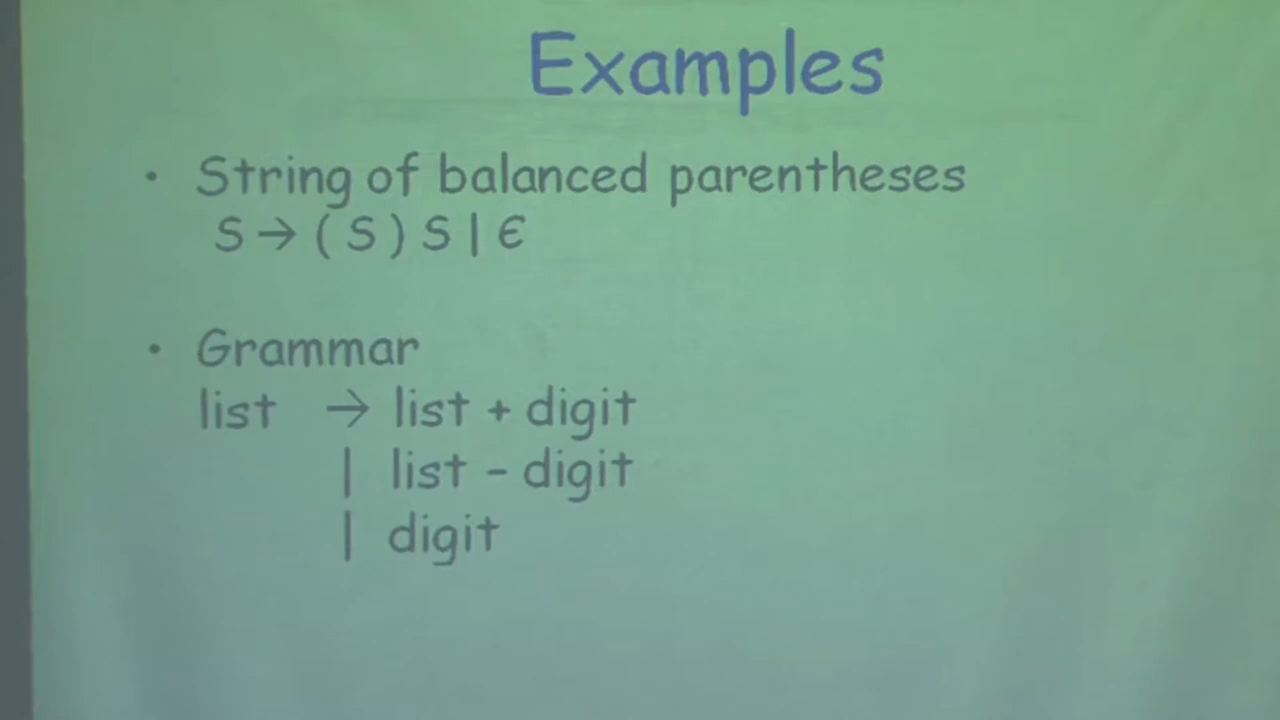 Examples
• String of balanced parentheses
S → ( S ) S | Є
• Grammar
list → list + digit
| list – digit
| digit